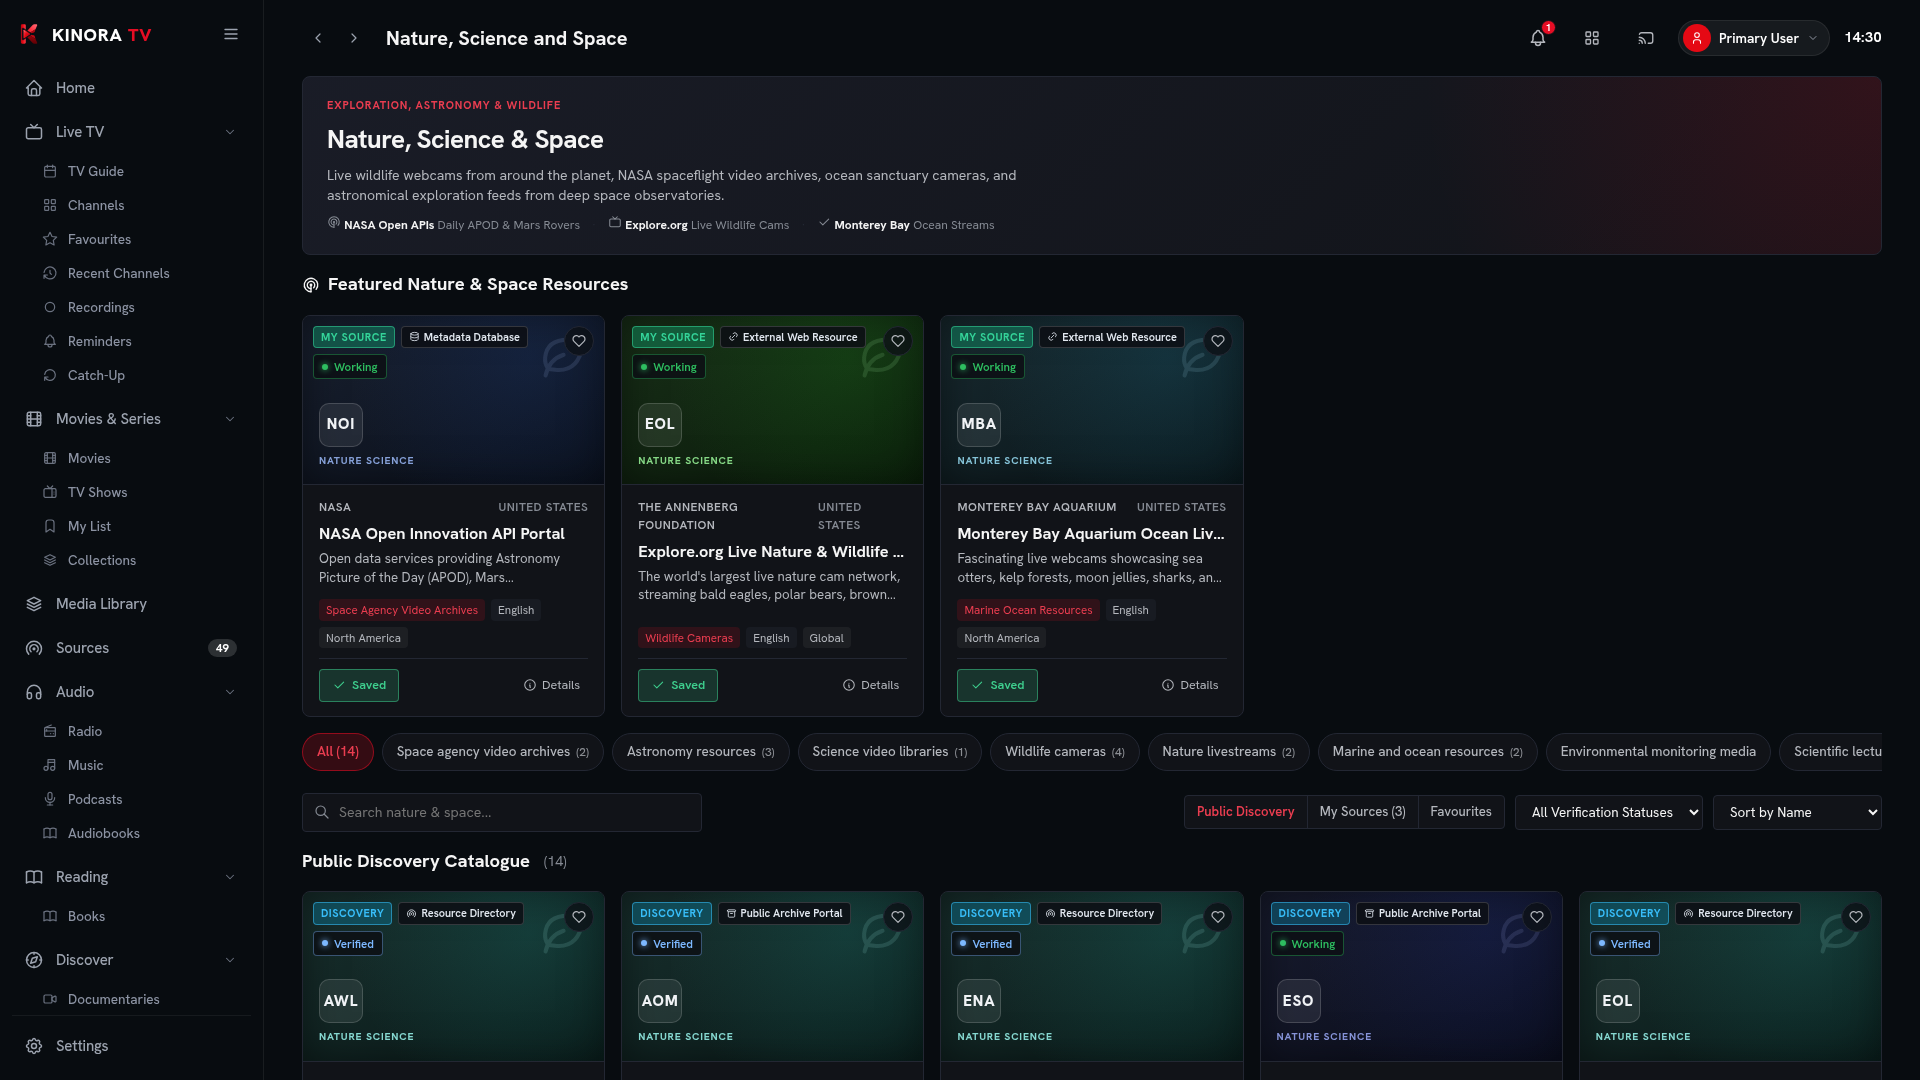 KINORA TV
Home
Live TV
TV Guide
Channels
Favourites
Recent Channels
Recordings
Reminders
Catch-Up
Movies & Series
Movies
TV Shows
My List
Collections
Media Library
Sources 49
Audio
Radio
Music
Podcasts
Audiobooks
Reading
Books
Discover
Documentaries
Settings
Nature, Science and Space
1
Primary User
14:30
EXPLORATION, ASTRONOMY & WILDLIFE
Nature, Science & Space
Live wildlife webcams from around the planet, NASA spaceflight video archives, ocean sanctuary cameras, and
astronomical exploration feeds from deep space observatories.
NASA Open APIs Daily APOD & Mars Rovers
Explore.org Live Wildlife Cams
Monterey Bay Ocean Streams
Featured Nature & Space Resources
MY SOURCE Metadata Database
Working
NOI
NATURE SCIENCE
NASA UNITED STATES
NASA Open Innovation API Portal
Open data services providing Astronomy
Picture of the Day (APOD), Mars...
Space Agency Video Archives English
North America
Saved Details
MY SOURCE External Web Resource
Working
EOL
NATURE SCIENCE
THE ANNENBERG UNITED
FOUNDATION STATES
Explore.org Live Nature & Wildlife ...
The world's largest live nature cam network,
streaming bald eagles, polar bears, brown...
Wildlife Cameras English Global
Saved Details
MY SOURCE External Web Resource
Working
MBA
NATURE SCIENCE
MONTEREY BAY AQUARIUM UNITED STATES
Monterey Bay Aquarium Ocean Liv...
Fascinating live webcams showcasing sea
otters, kelp forests, moon jellies, sharks, an...
Marine Ocean Resources English
North America
Saved Details
All (14) Space agency video archives (2) Astronomy resources (3) Science video libraries (1) Wildlife cameras (4) Nature livestreams (2) Marine and ocean resources (2) Environmental monitoring media Scientific lectu
Search nature & space...
Public Discovery My Sources (3) Favourites All Verification Statuses Sort by Name
Public Discovery Catalogue (14)
DISCOVERY Resource Directory
Verified
AWL
NATURE SCIENCE
DISCOVERY Public Archive Portal
Verified
AOM
NATURE SCIENCE
DISCOVERY Resource Directory
Verified
ENA
NATURE SCIENCE
DISCOVERY Public Archive Portal
Working
ESO
NATURE SCIENCE
DISCOVERY Resource Directory
Verified
EOL
NATURE SCIENCE